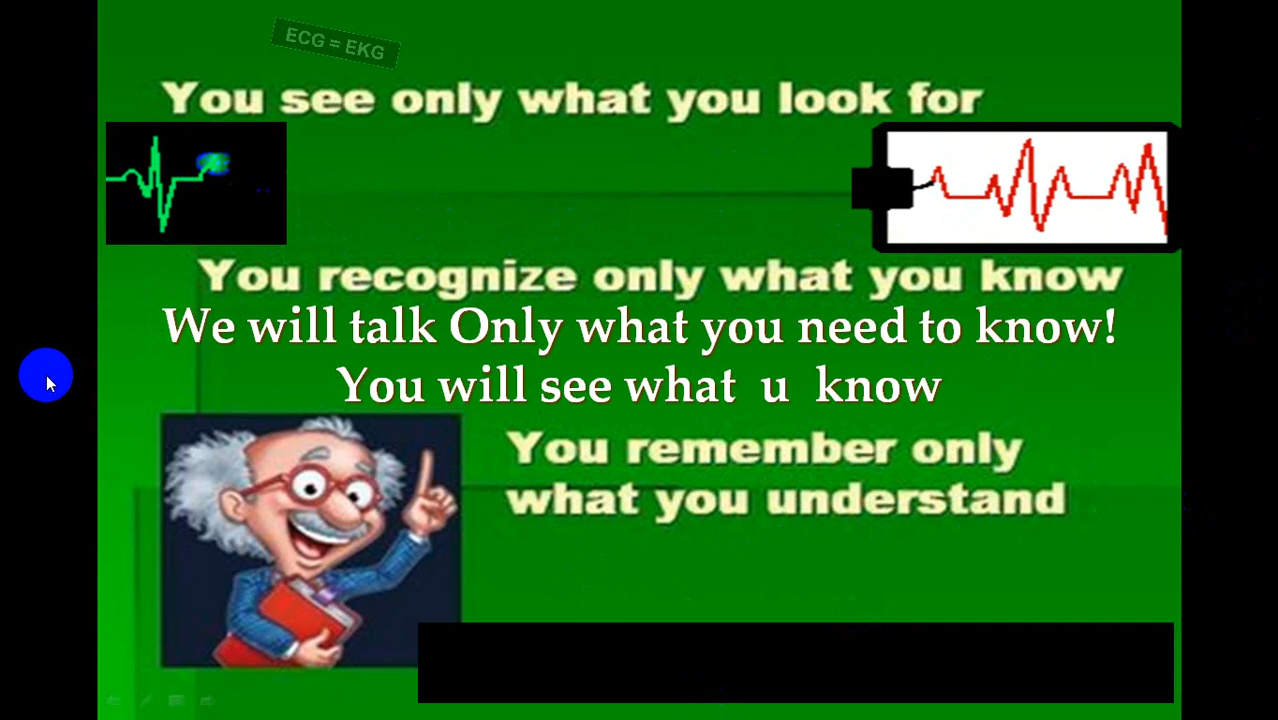 ECG = EKG
You see only what you look for
You recognize only what you know
We will talk Only what you need to know!
You will see what u know
You remember only
what you understand